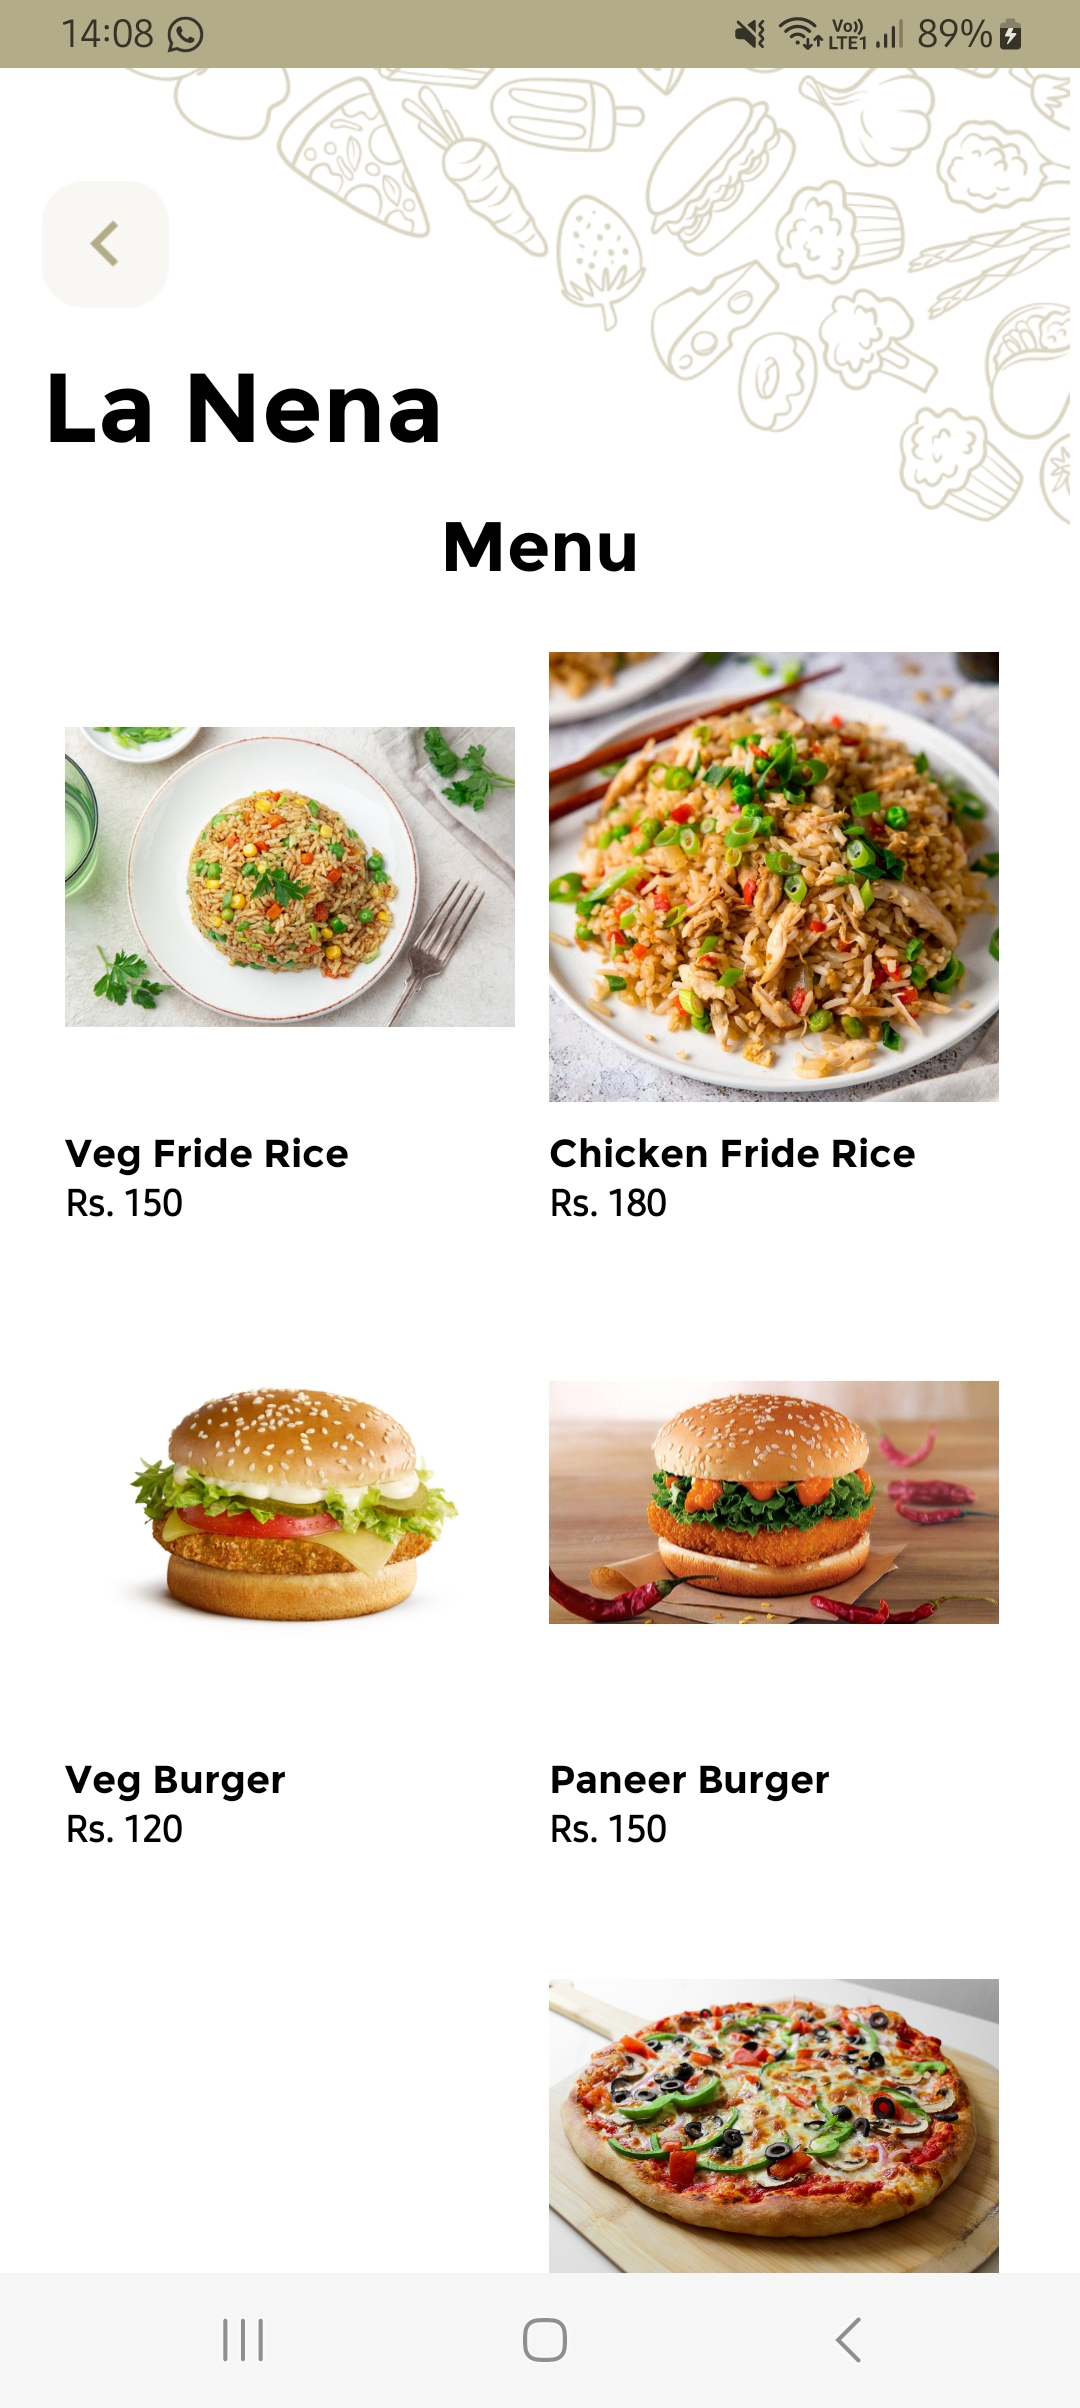 14:08
Vo)) LTE1 89%
La Nena
Menu
Veg Fride Rice
Rs. 150
Chicken Fride Rice
Rs. 180
Veg Burger
Rs. 120
Paneer Burger
Rs. 150